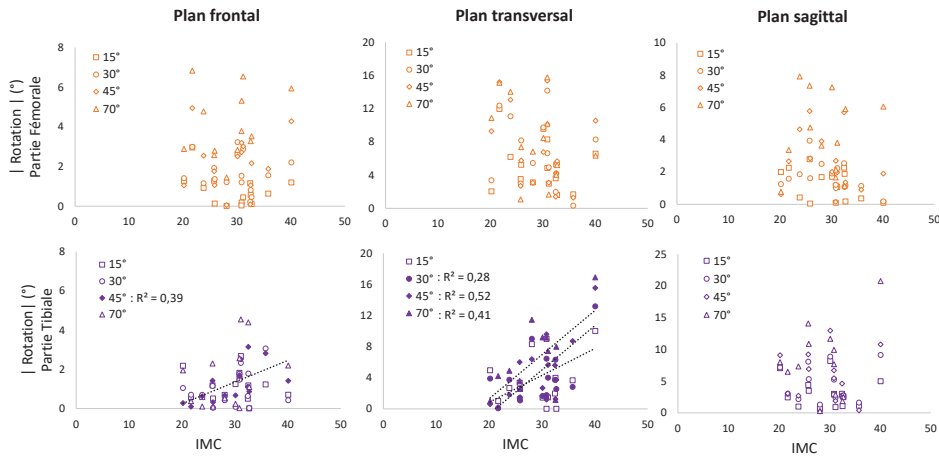 Plan frontal
Plan transversal
Plan sagittal
| Rotation | (°)
Partie Fémorale
8
6
4
2
0
0 10 20 30 40 50
15°
30°
45°
70°
20
16
12
8
4
0
0 10 20 30 40 50
15°
30°
45°
70°
10
8
6
4
2
0
0 10 20 30 40 50
15°
30°
45°
70°
| Rotation | (°)
Partie Tibiale
8
6
4
2
0
0 10 20 30 40 50
15°
30°
45° : R² = 0,39
70°
IMC
20
15
10
5
0
0 10 20 30 40 50
15°
30° : R² = 0,28
45° : R² = 0,52
70° : R² = 0,41
IMC
25
20
15
10
5
0
0 10 20 30 40 50
15°
30°
45°
70°
IMC